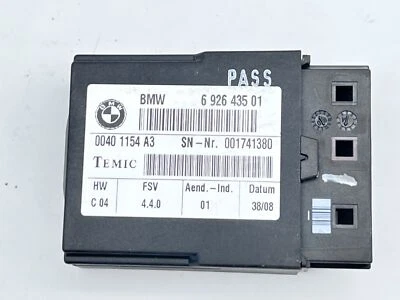 PASS
BMW 6 926 435 01
0040 1154 A3 SN-Nr. 001741380
TEMIC
HW FSV Aend.-Ind. Datum
C 04 4.4.0 01 38/08